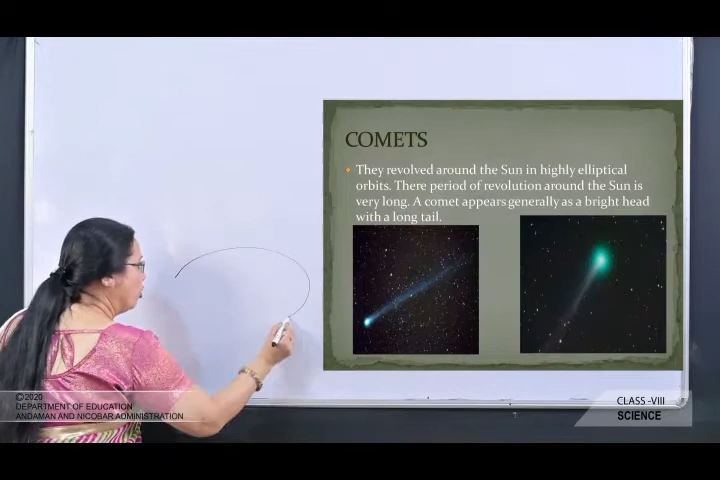 COMETS
• They revolved around the Sun in highly elliptical
orbits. There period of revolution around the Sun is
very long. A comet appears generally as a bright head
with a long tail.
©2020
DEPARTMENT OF EDUCATION
ANDAMAN AND NICOBAR ADMINISTRATION
CLASS -VIII
SCIENCE